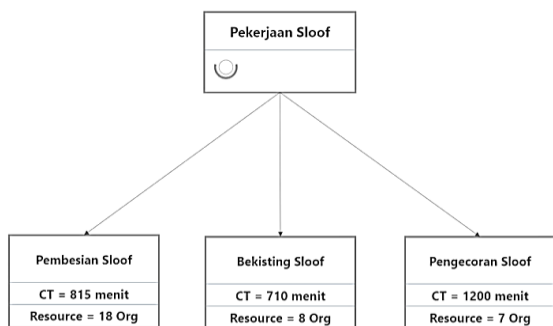 Pekerjaan Sloof
Pembesian Sloof
CT = 815 menit
Resource = 18 Org
Bekisting Sloof
CT = 710 menit
Resource = 8 Org
Pengecoran Sloof
CT = 1200 menit
Resource = 7 Org